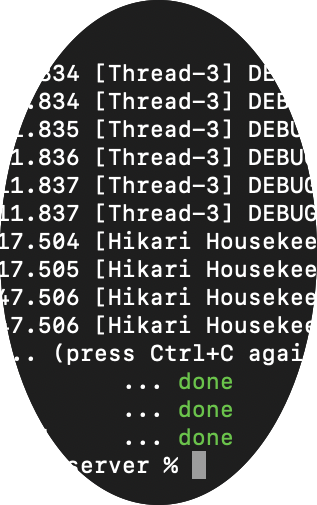 .834 [Thread-3] DEB
.834 [Thread-3] DEBU
1.835 [Thread-3] DEBU
1.836 [Thread-3] DEBU
11.837 [Thread-3] DEBUG
11.837 [Thread-3] DEBUG
17.504 [Hikari Housekee
17.505 [Hikari Housekee
47.506 [Hikari Housekee
47.506 [Hikari Housekee
.. (press Ctrl+C agai
... done
... done
... done
server %